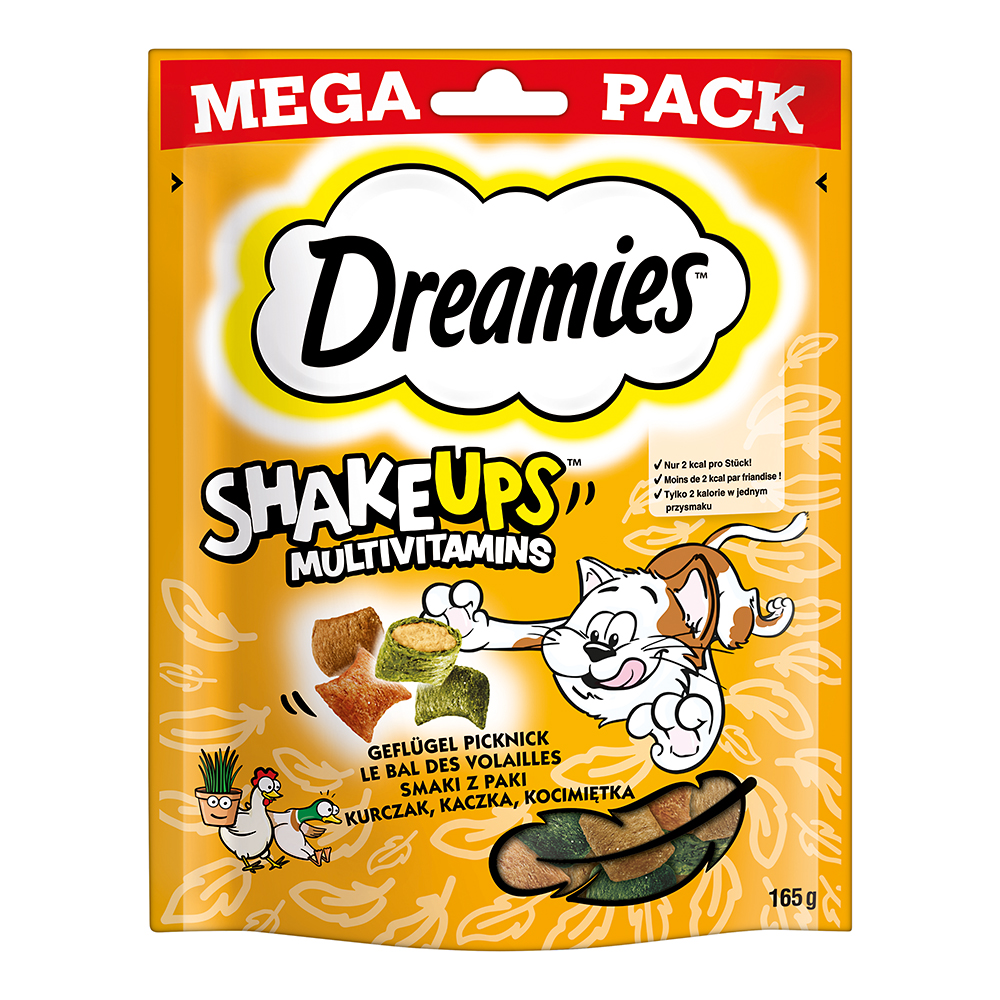 MEGA PACK
Dreamies™
SHAKEUPS™
MULTIVITAMINS
✓ Nur 2 kcal pro Stück!
✓ Moins de 2 kcal par friandise !
✓ Tylko 2 kalorie w jednym
przysmaku
GEFLÜGEL PICKNICK
LE BAL DES VOLAILLES
SMAKI Z PAKI
KURCZAK, KACZKA, KOCIMIĘTKA
165 g